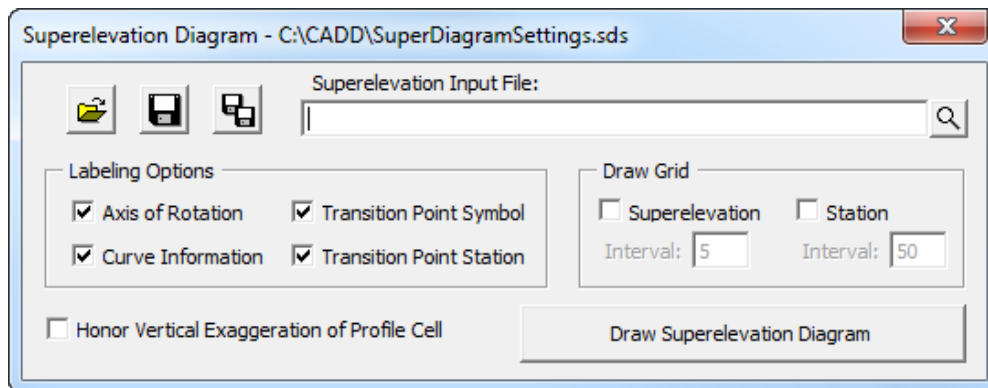 Superelevation Diagram - C:\CADD\SuperDiagramSettings.sds
Superelevation Input File:
Labeling Options
Axis of Rotation
Transition Point Symbol
Curve Information
Transition Point Station
Draw Grid
Superelevation
Station
Interval: 5
Interval: 50
Honor Vertical Exaggeration of Profile Cell
Draw Superelevation Diagram